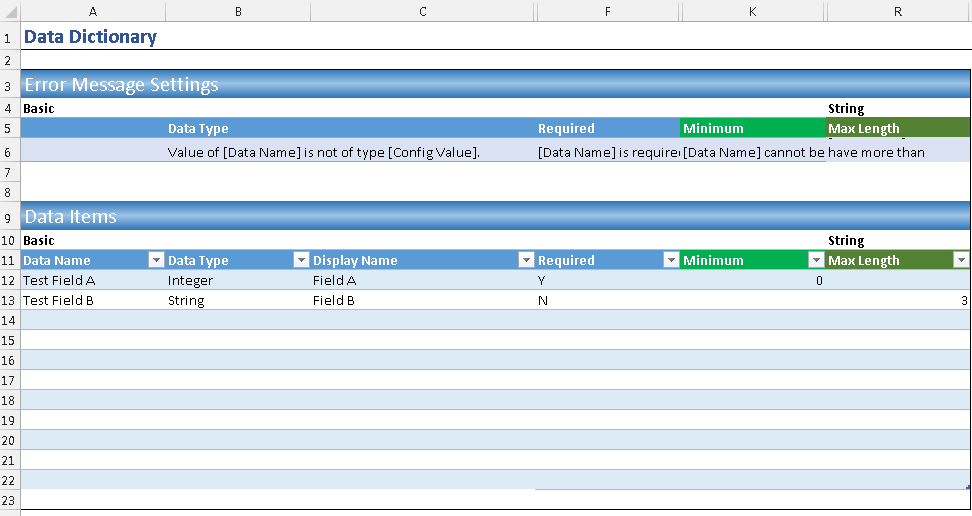 A B C F K R
1 Data Dictionary
2
3 Error Message Settings
4 Basic String
5 Data Type Required Minimum Max Length
6 Value of [Data Name] is not of type [Config Value]. [Data Name] is require [Data Name] cannot be have more than
7
8
9 Data Items
10 Basic String
11 Data Name Data Type Display Name Required Minimum Max Length
12 Test Field A Integer Field A Y 0
13 Test Field B String Field B N 3
14
15
16
17
18
19
20
21
22
23